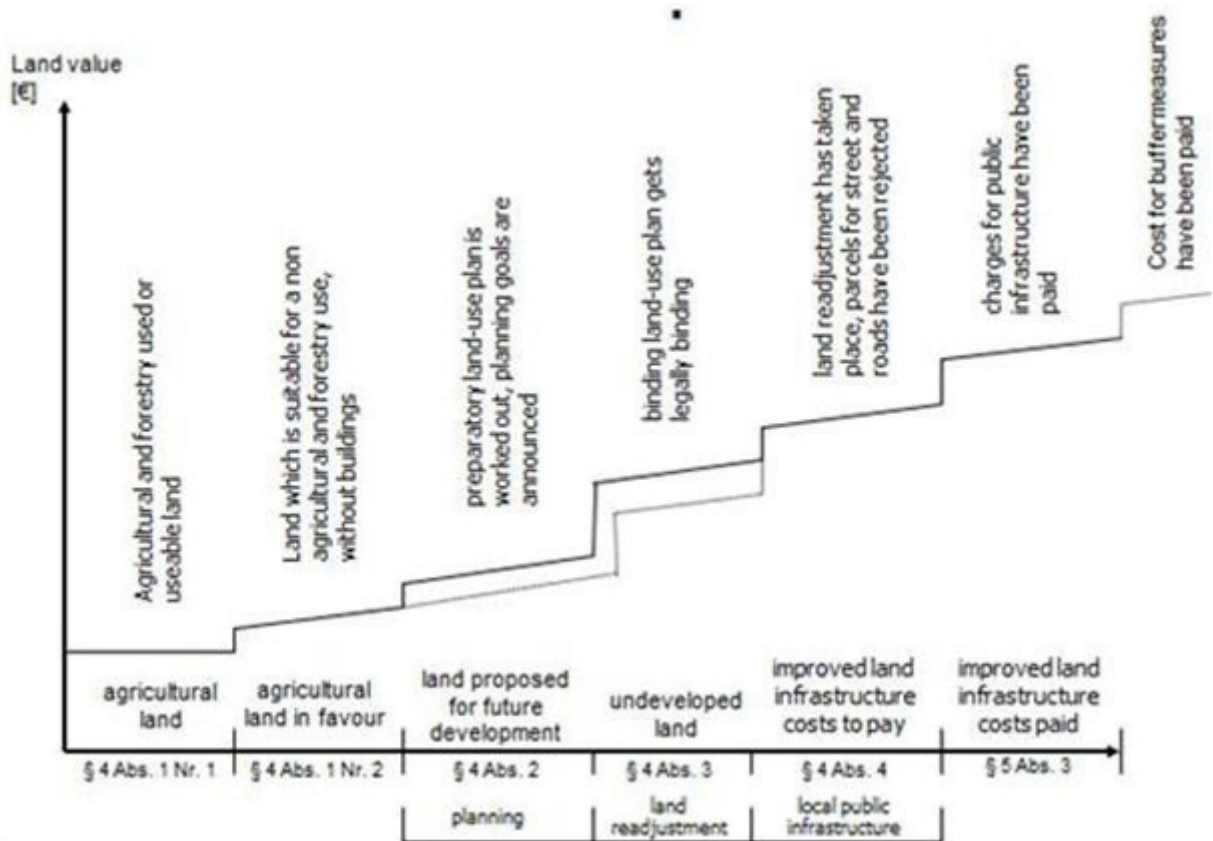 Land value
[€]
Agricultural and forestry used or
useable land
Land which is suitable for a non
agricultural and forestry use,
without buildings
preparatory land-use plan is
worked out, planning goals are
announced
binding land-use plan gets
legally binding
land readjustment has taken
place, parcels for street and
roads have been rejected
charges for public
infrastructure have been
paid
Cost for buffermeasures
have been paid
agricultural
land
agricultural
land in favour
land proposed
for future
development
undeveloped
land
improved land
infrastructure
costs to pay
improved land
infrastructure
costs paid
§ 4 Abs. 1 Nr. 1
§ 4 Abs. 1 Nr. 2
§ 4 Abs. 2
§ 4 Abs. 3
§ 4 Abs. 4
§ 5 Abs. 3
planning
land
readjustment
local public
infrastructure